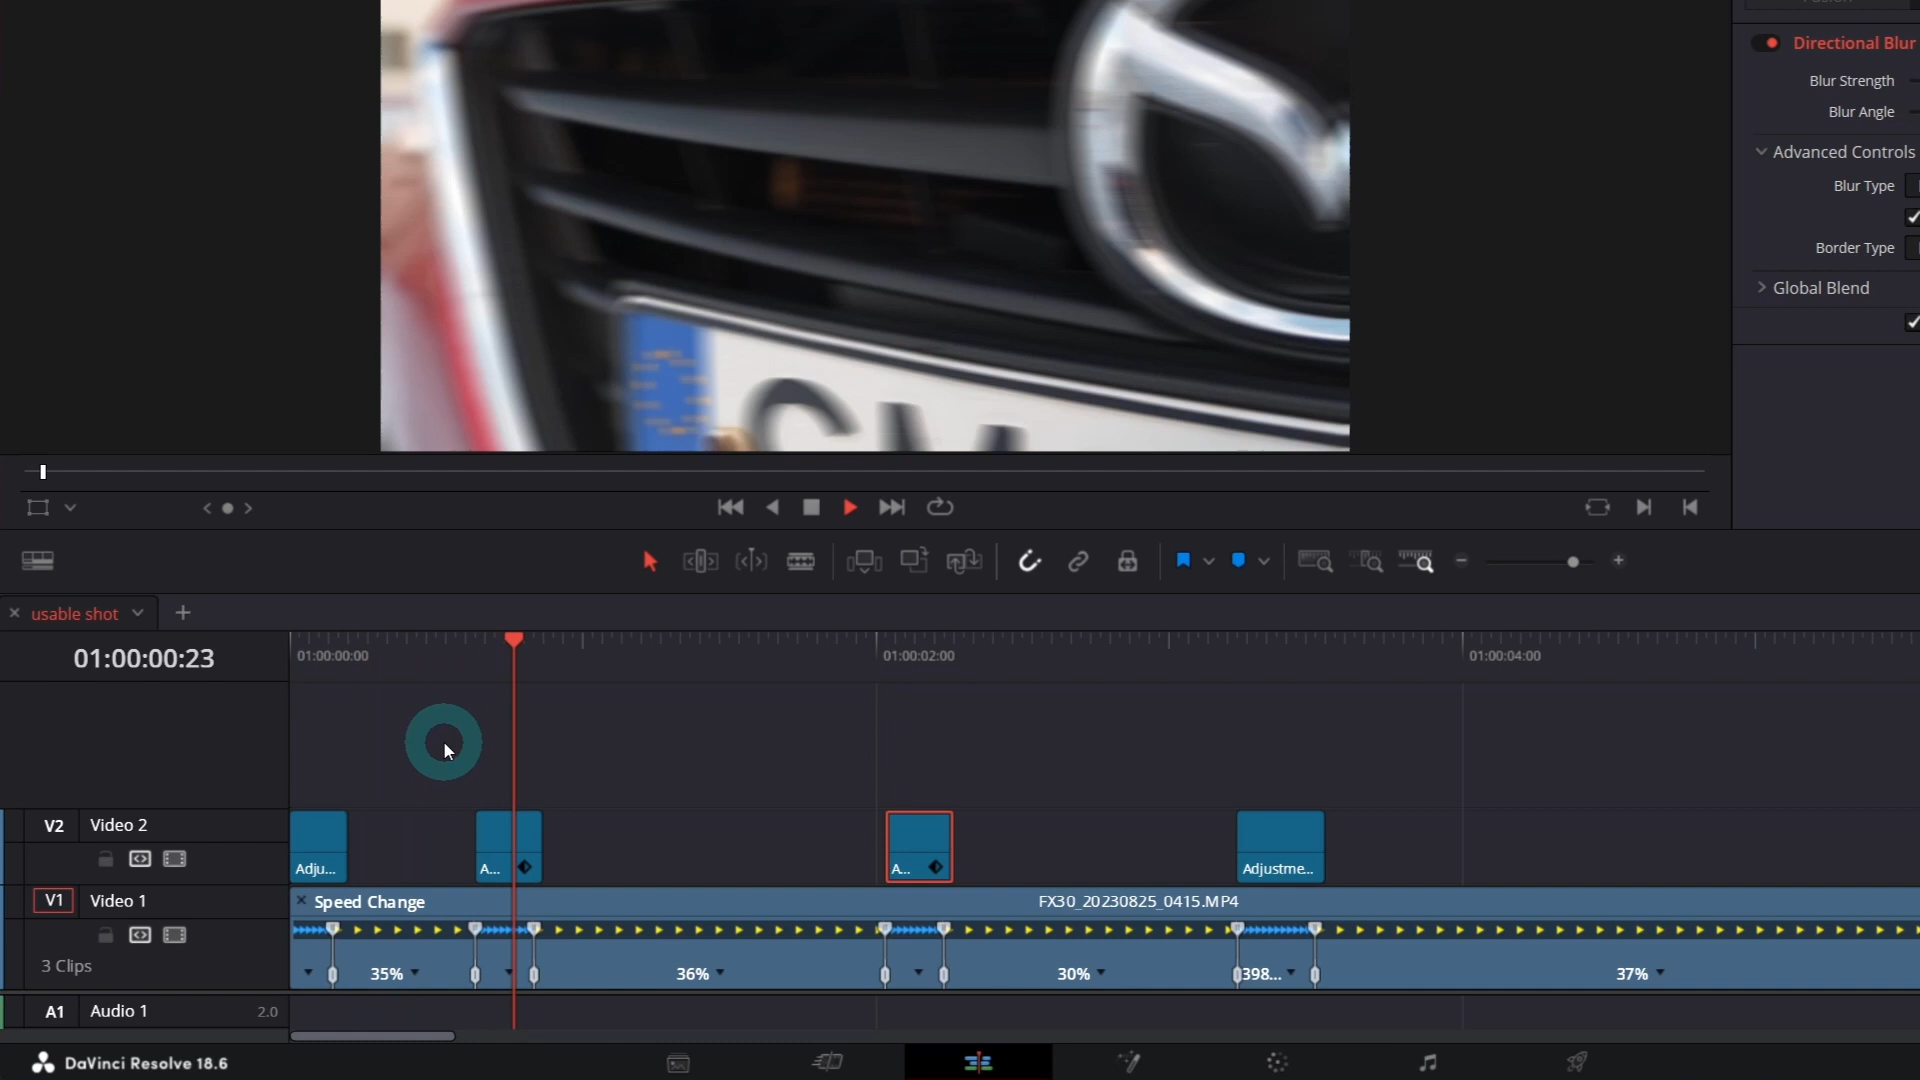 Directional Blur
Blur Strength
Blur Angle
Advanced Controls
Blur Type
Border Type
Global Blend
usable shot
01:00:00:23
01:00:00:00
01:00:02:00
01:00:04:00
V2 Video 2
Adju...
A...
A...
Adjustme...
V1 Video 1
Speed Change
FX30_20230825_0415.MP4
3 Clips
35%
36%
30%
398...
37%
A1 Audio 1 2.0
DaVinci Resolve 18.6